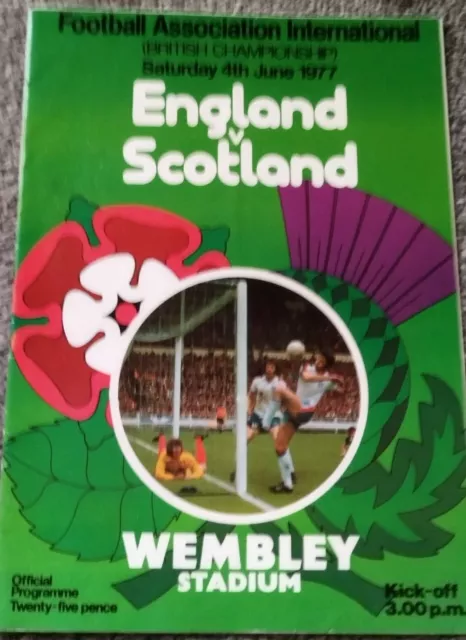 Football Association International
(BRITISH CHAMPIONSHIP)
Saturday 4th June 1977
England
v
Scotland
WEMBLEY
STADIUM
Official
Programme
Twenty-five pence
Kick-off
3.00 p.m.